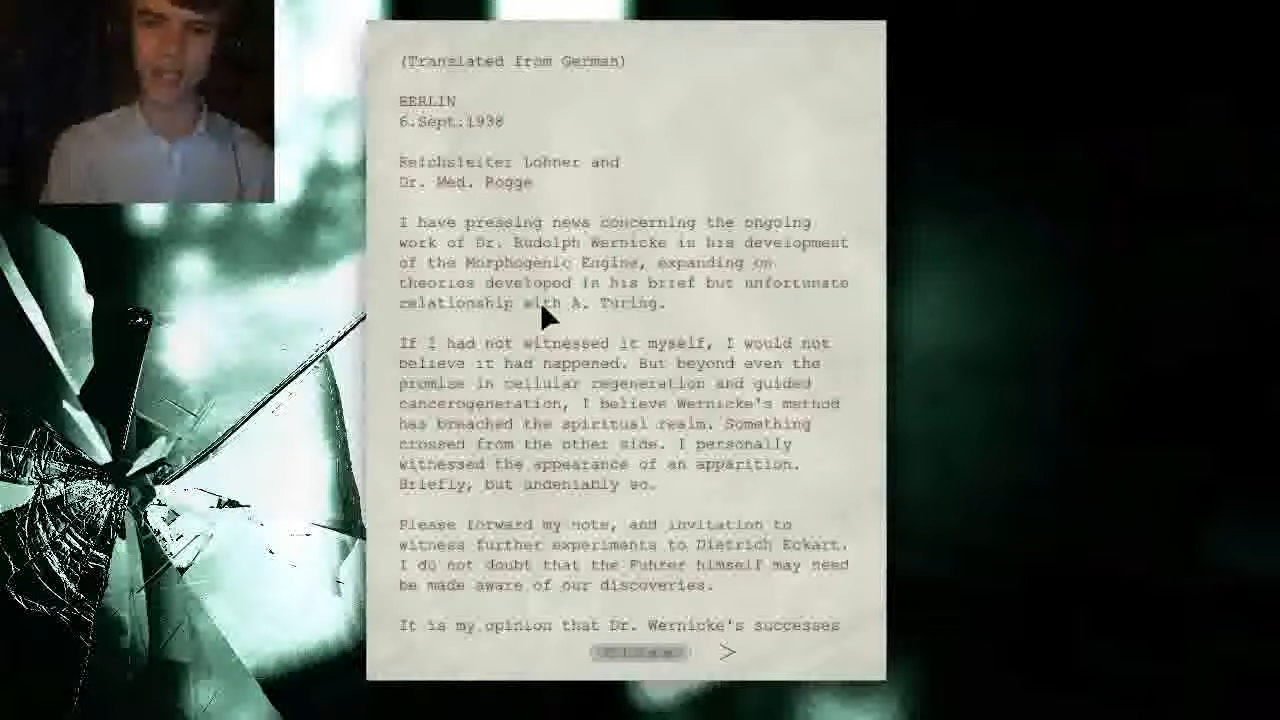 (Translated from German)
BERLIN
6.Sept.1938
Reichsleiter Lohner and
Dr. Med. Rogge
I have pressing news concerning the ongoing
work of Dr. Rudolph Wernicke in his development
of the Morphogenic Engine, expanding on
theories developed in his brief but unfortunate
relationship with A. Turing.
If I had not witnessed it myself, I would not
believe it had happened. But beyond even the
promise in cellular regeneration and guided
cancerogeneration, I believe Wernicke's method
has breached the spiritual realm. Something
crossed from the other side. I personally
witnessed the appearance of an apparition.
Briefly, but undeniably so.
Please forward my note, and invitation to
witness further experiments to Dietrich Eckart.
I do not doubt that the Fuhrer himself may need
be made aware of our discoveries.
It is my opinion that Dr. Wernicke's successes
>